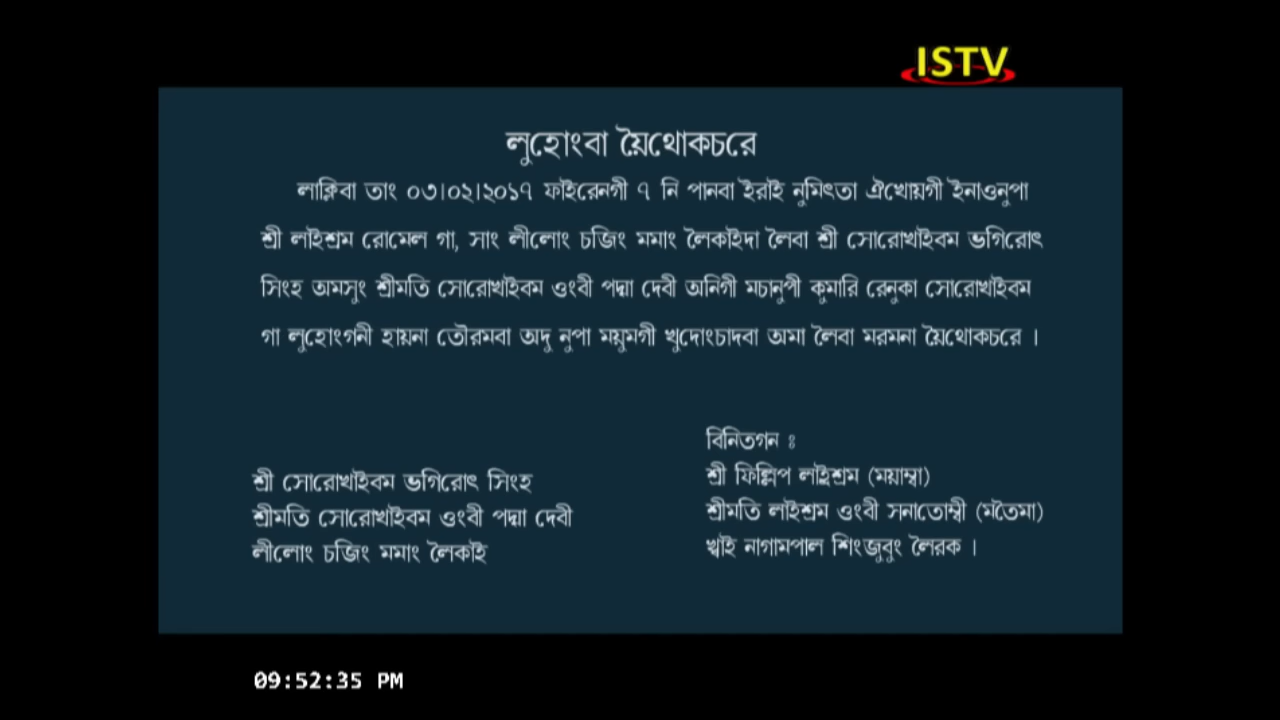 ISTV
লুহোংবা য়ৈথোকচরে
লাক্লিবা তাং ০৩।০২।২০১৭ ফাইরেনগী ৭ নি পানবা ইরাই নুমিৎতা ঐখোয়গী ইনাওনুপা
শ্রী লাইশ্রম রোমেল গা, সাং লীলোং চজিং মমাং লৈকাইদা লৈবা শ্রী সোরোখাইবম ভগিরোৎ
সিংহ অমসুং শ্রীমতি সোরোখাইবম ওংবী পদ্মা দেবী অনিগী মচানুপী কুমারি রেনুকা সোরোখাইবম
গা লুহোংগনী হায়না তৌরমবা অদু নুপা ময়ুমগী খুদোংচাদবা অমা লৈবা মরমনা য়ৈথোকচরে ।
শ্রী সোরোখাইবম ভগিরোৎ সিংহ
শ্রীমতি সোরোখাইবম ওংবী পদ্মা দেবী
লীলোং চজিং মমাং লৈকাই
বিনিতগন ঃ
শ্রী ফিল্লিপ লাইশ্রম (ময়াম্বা)
শ্রীমতি লাইশ্রম ওংবী সনাতোম্বী (মতৈমা)
খ্বাই নাগামপাল শিংজুবুং লৈরক ।
09:52:35 PM